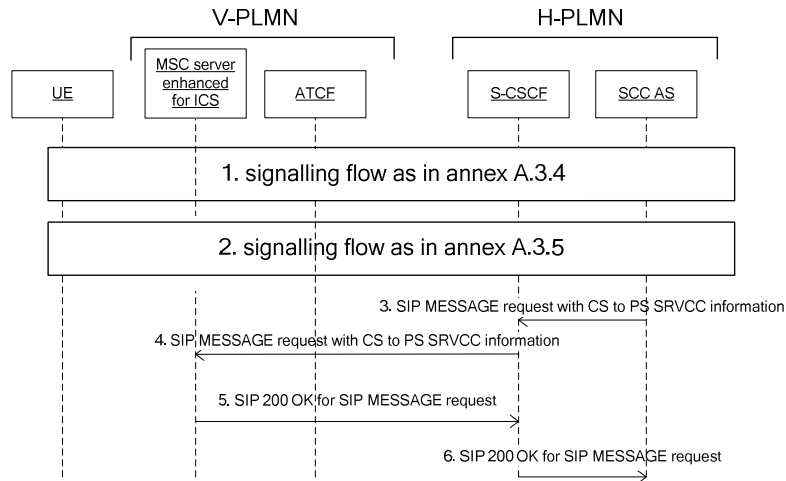 V-PLMN
H-PLMN
UE
MSC server
enhanced
for ICS
ATCF
S-CSCF
SCC AS
1. signalling flow as in annex A.3.4
2. signalling flow as in annex A.3.5
3. SIP MESSAGE request with CS to PS SRVCC information
4. SIP MESSAGE request with CS to PS SRVCC information
5. SIP 200 OK for SIP MESSAGE request
6. SIP 200 OK for SIP MESSAGE request